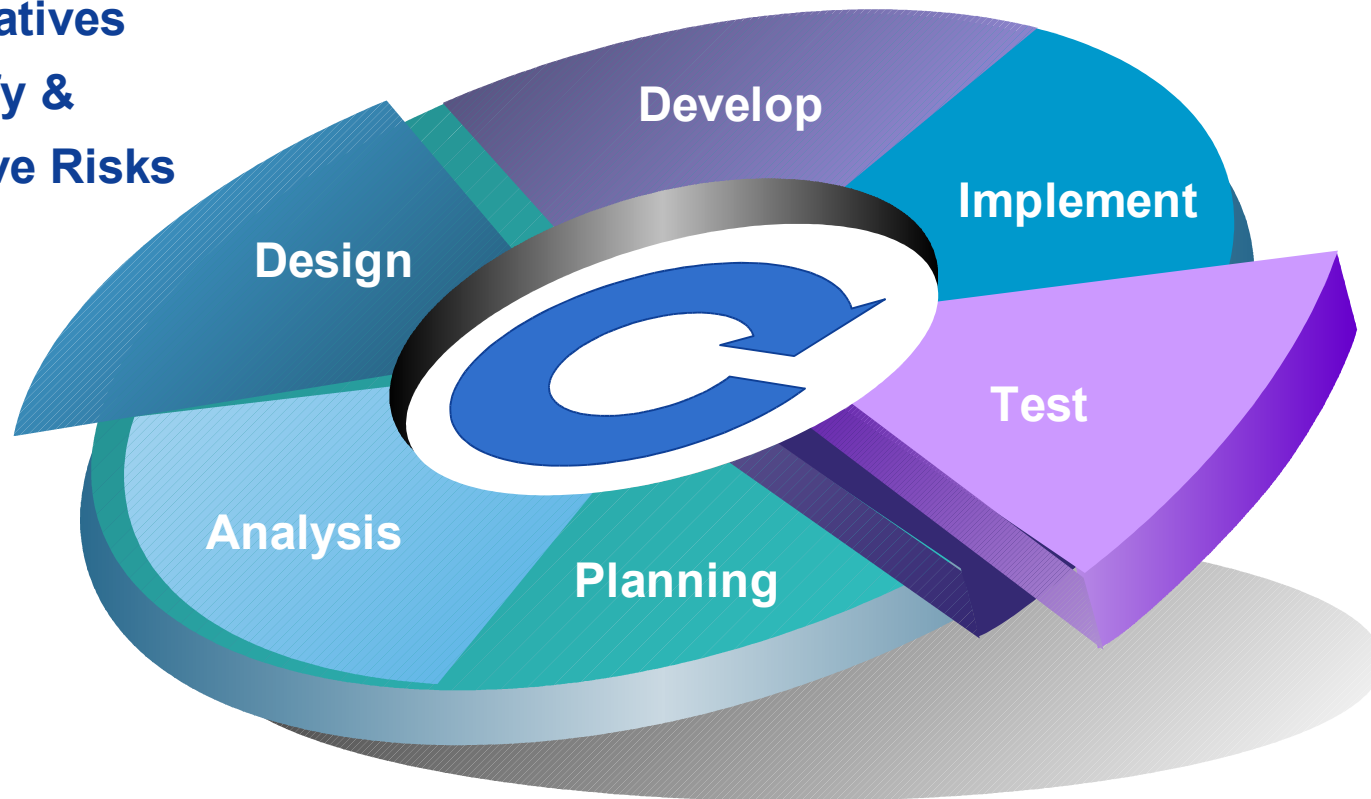 atives
y &
ve Risks
Develop
Implement
Design
Test
Analysis
Planning